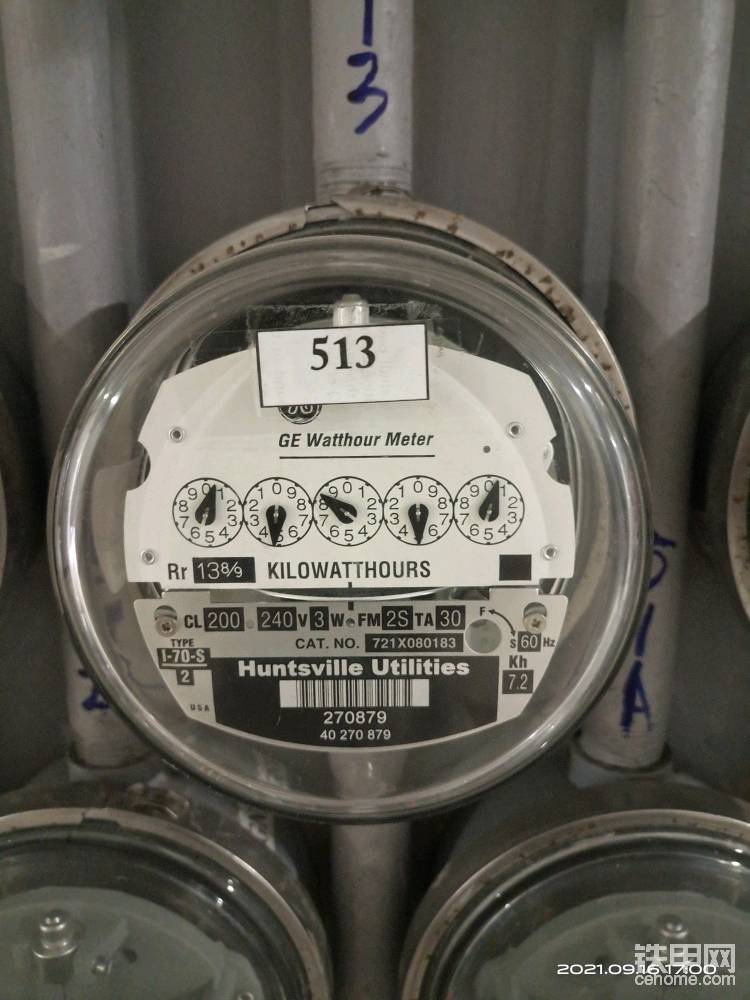 13
513
GE Watthour Meter
Rr 13 8/9 KILOWATTHOURS
CL 200 240 V 3 W FM 2S TA 30
F
S 60 Hz
CAT. NO. 721X080183
TYPE
I-70-S
2
Kh
7.2
USA
Huntsville Utilities
270879
40 270 879
铁甲网
cehome.com
2021.09.16 17:00